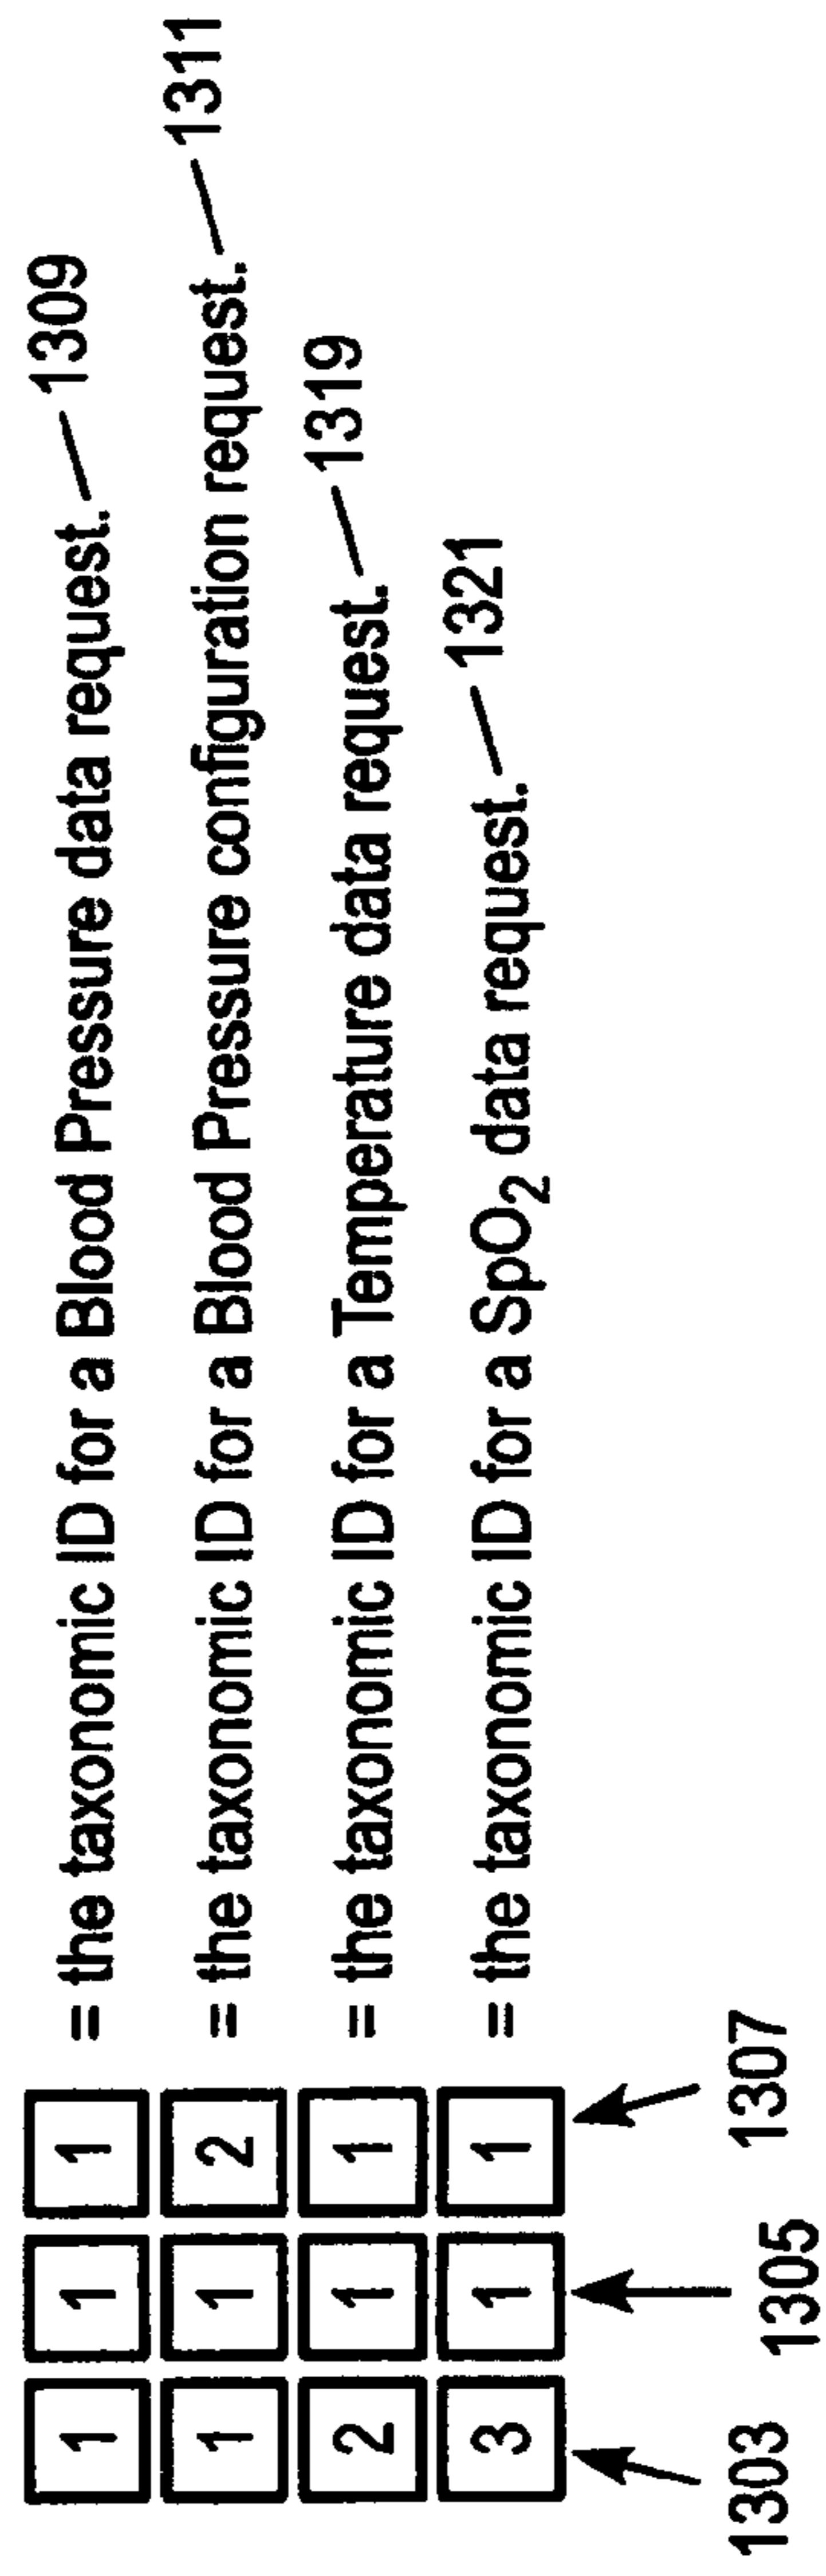 1 1 1 = the taxonomic ID for a Blood Pressure data request. 1309
1 1 2 = the taxonomic ID for a Blood Pressure configuration request. 1311
2 1 1 = the taxonomic ID for a Temperature data request. 1319
3 1 1 = the taxonomic ID for a SpO₂ data request. 1321
1303 1305 1307